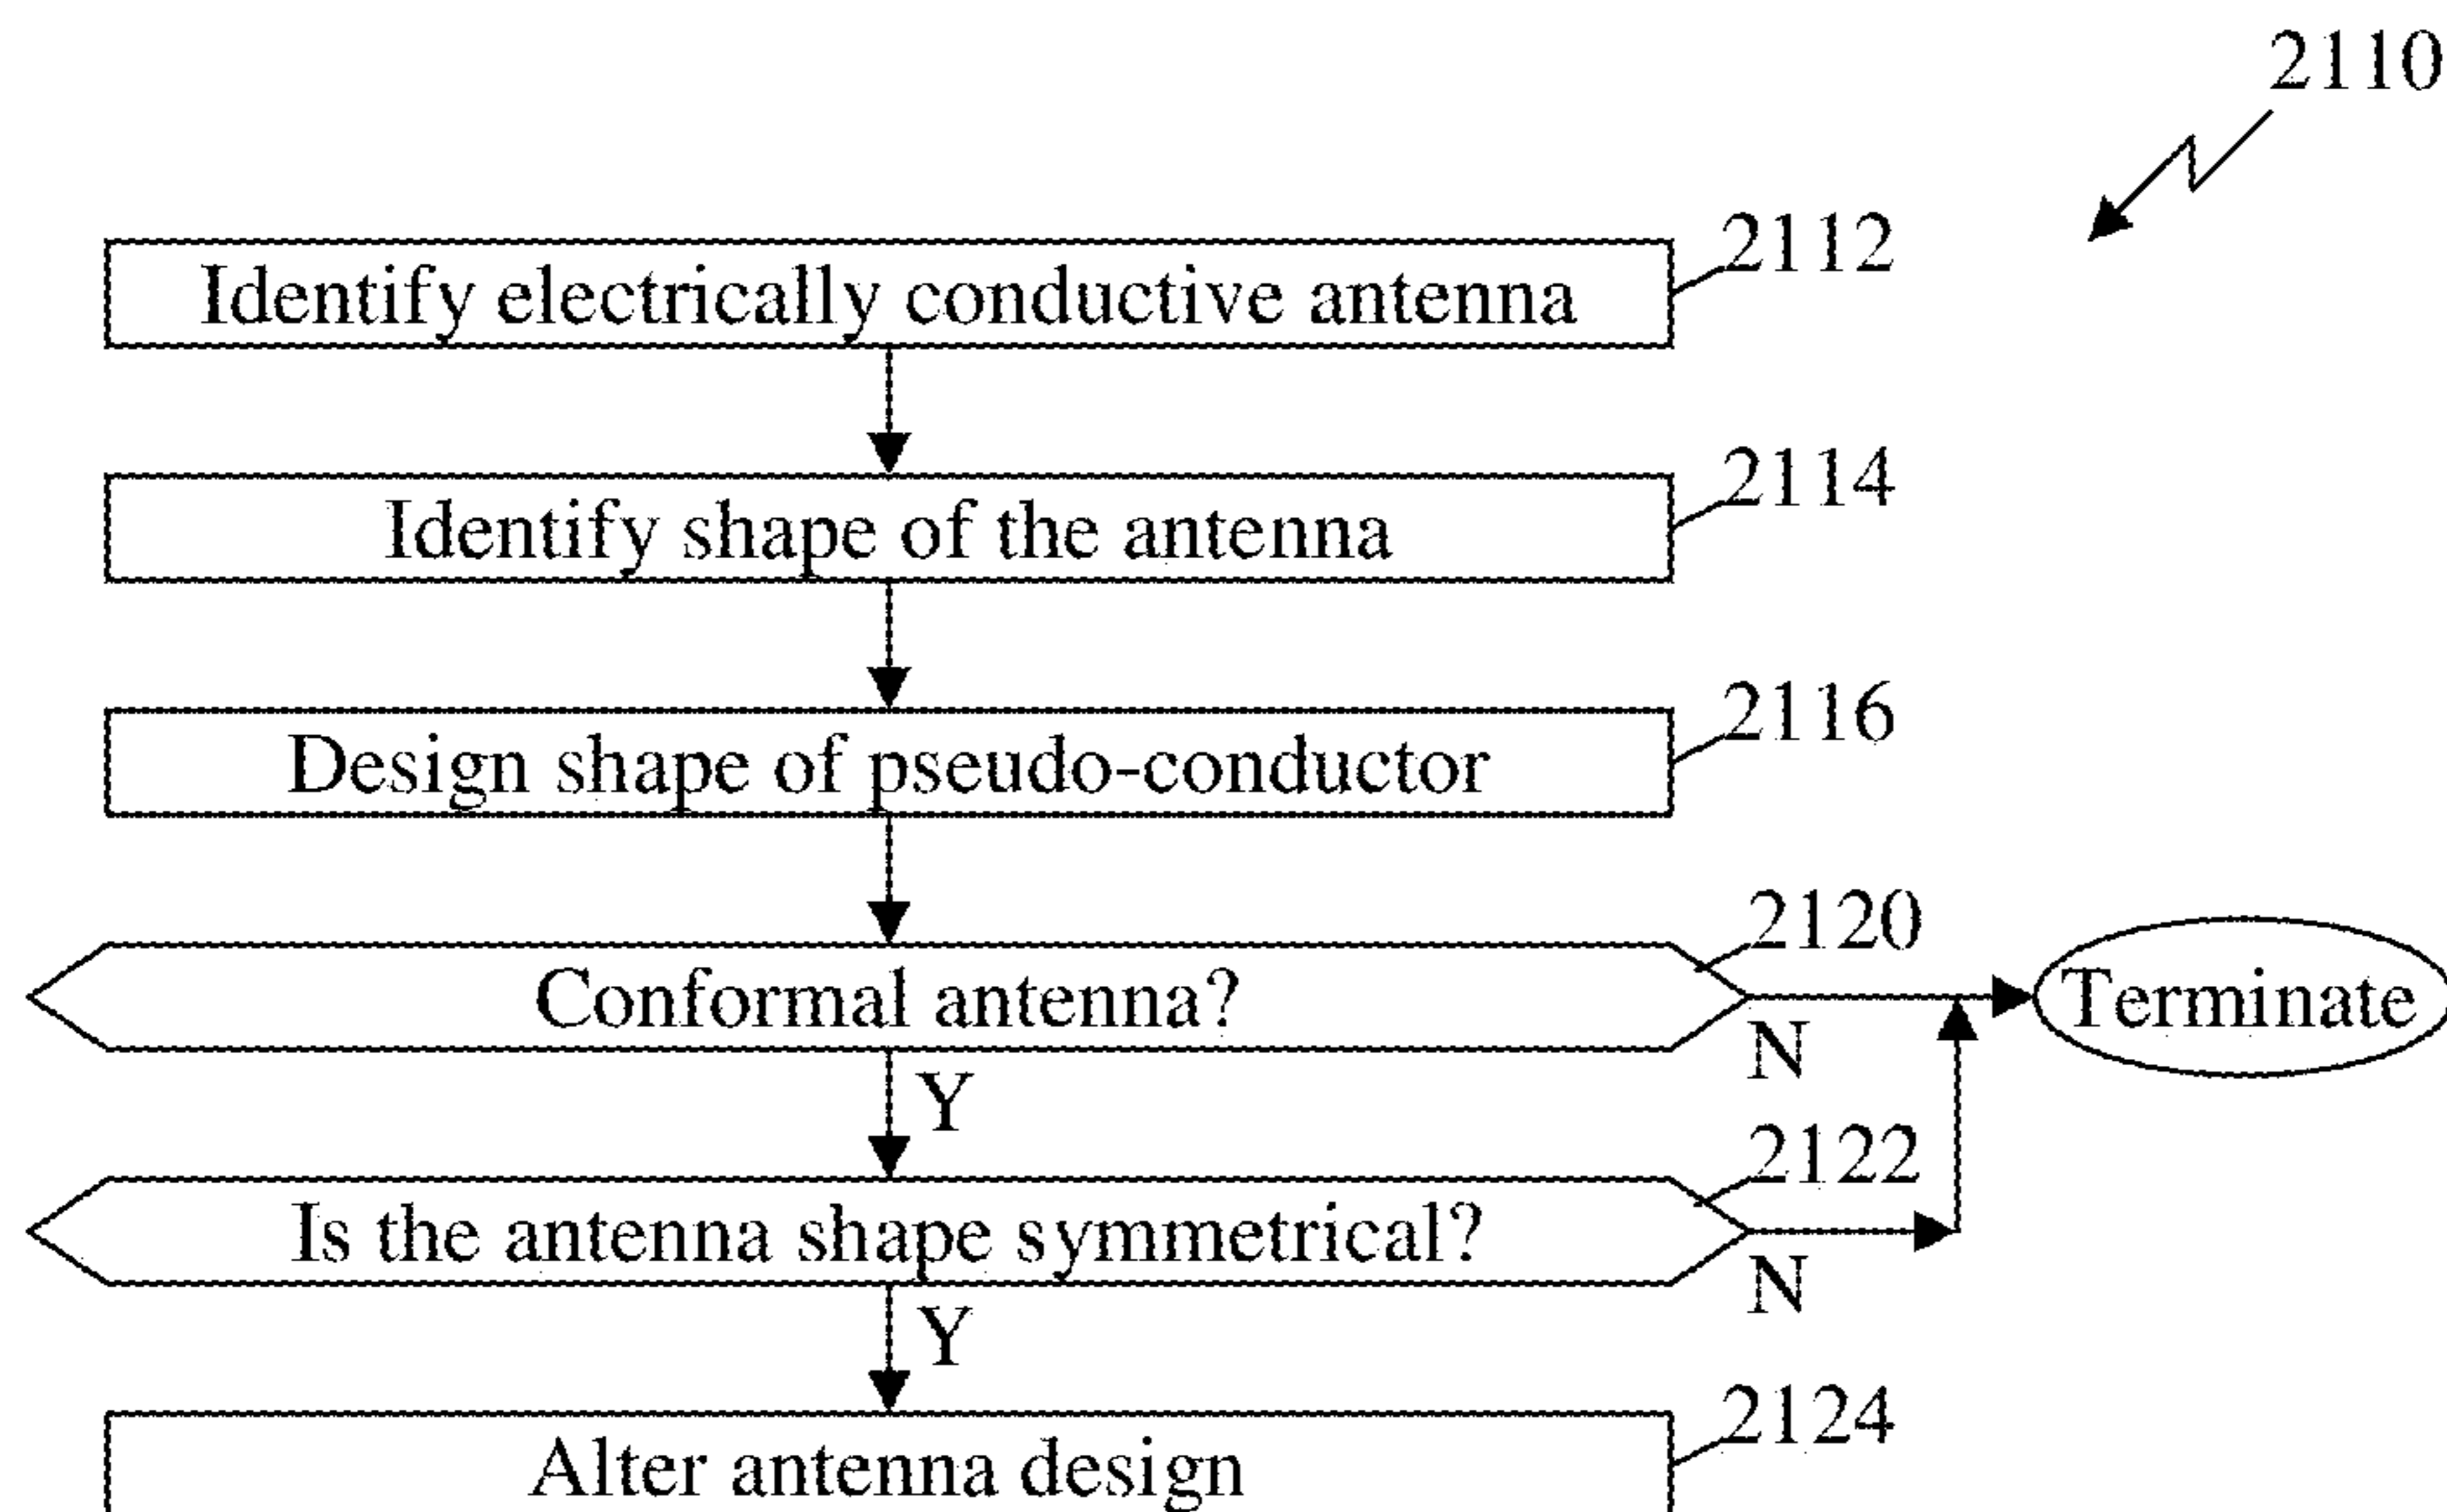 2110
Identify electrically conductive antenna
2112
Identify shape of the antenna
2114
Design shape of pseudo-conductor
2116
Conformal antenna?
2120
N
Terminate
Y
Is the antenna shape symmetrical?
2122
N
Y
Alter antenna design
2124